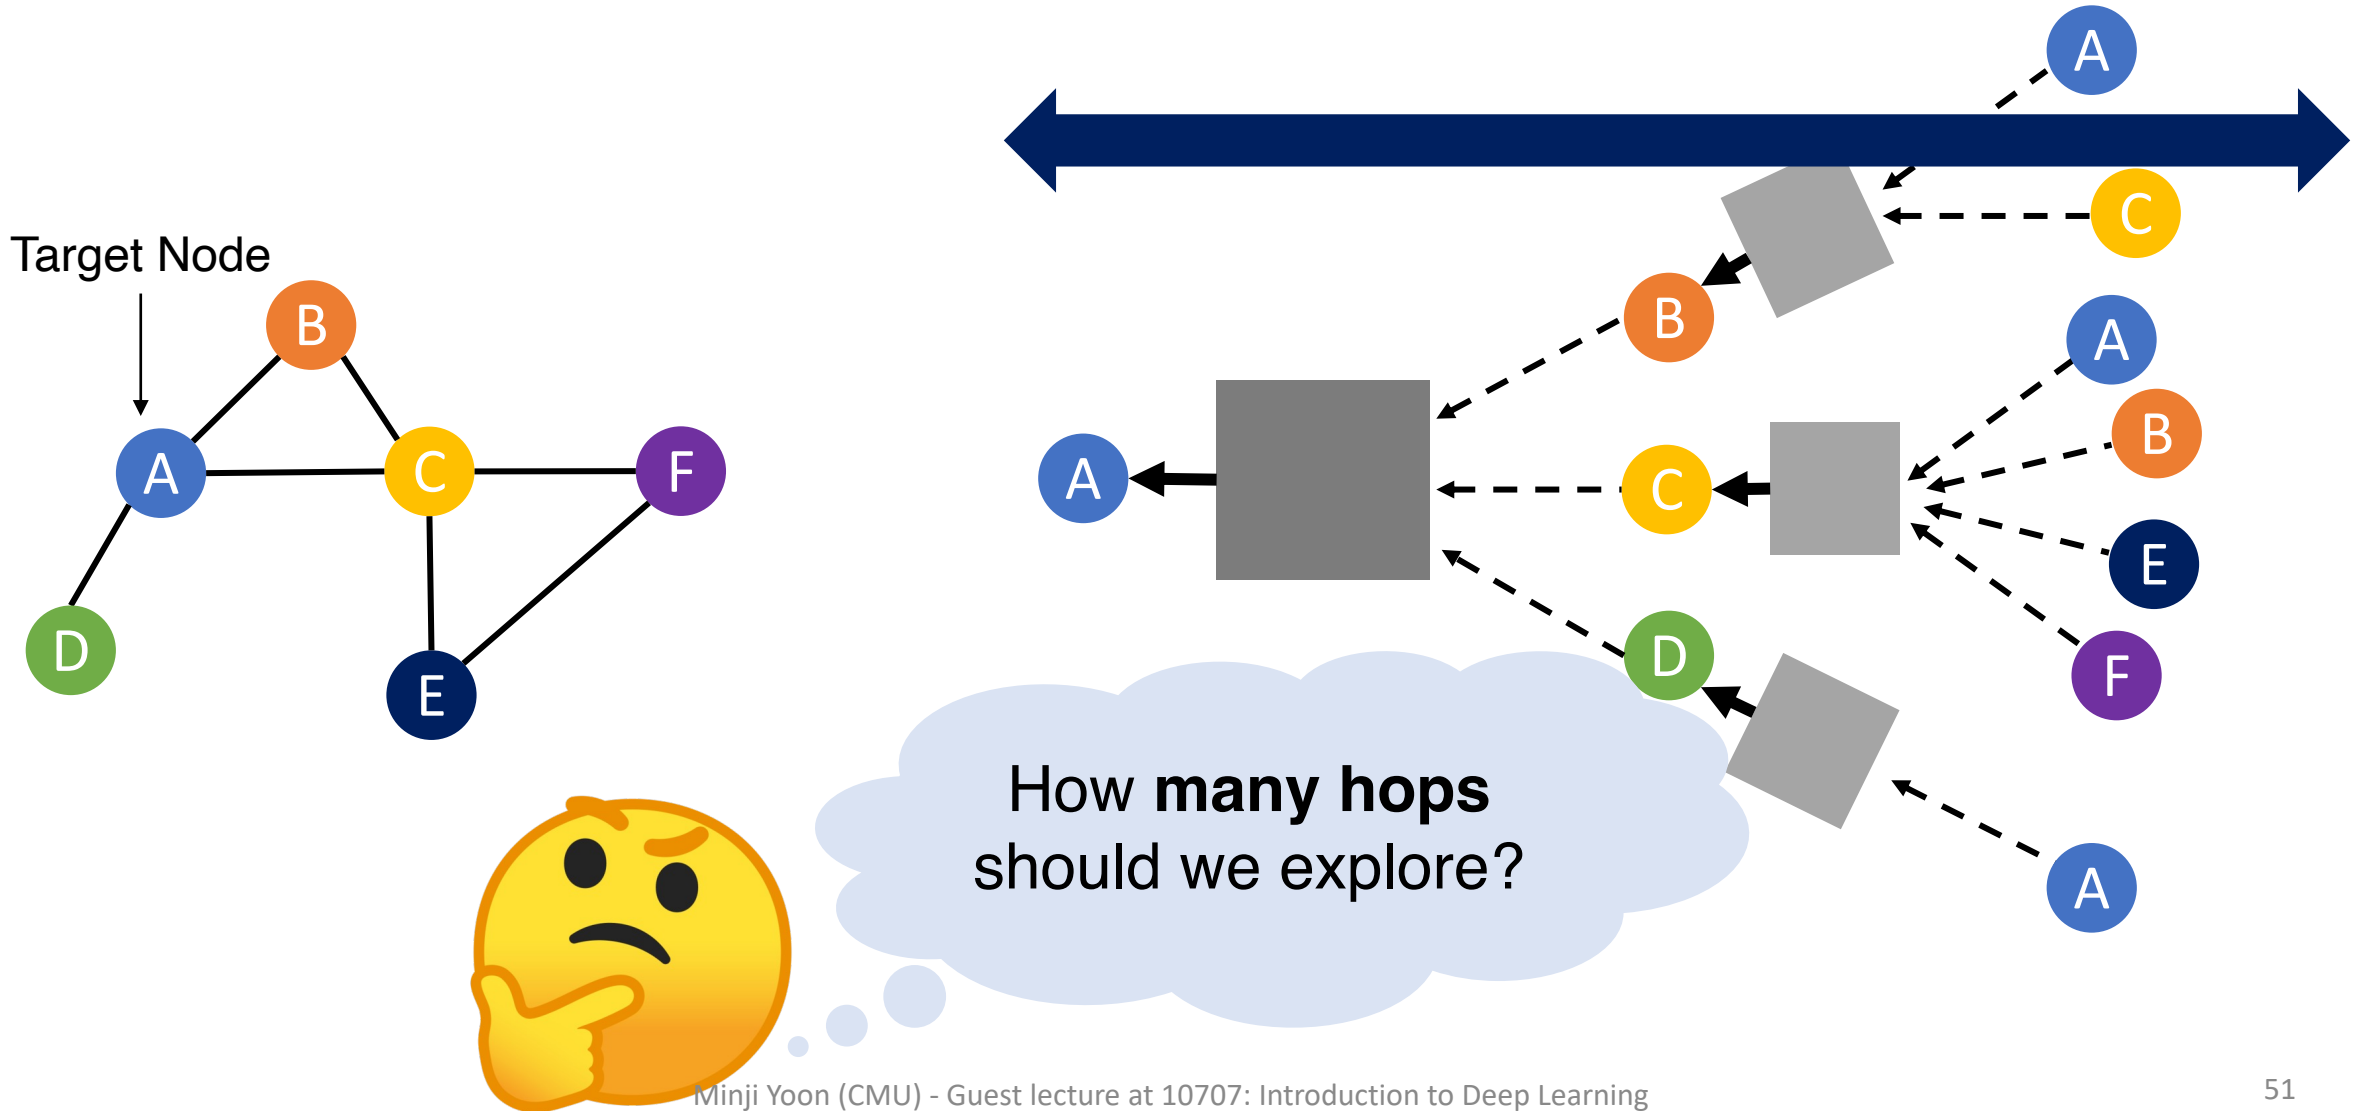 Target Node
B
A
C
F
D
E
A
C
A
B
B
A
C
E
D
F
A
How many hops
should we explore?
Minji Yoon (CMU) - Guest lecture at 10707: Introduction to Deep Learning
51